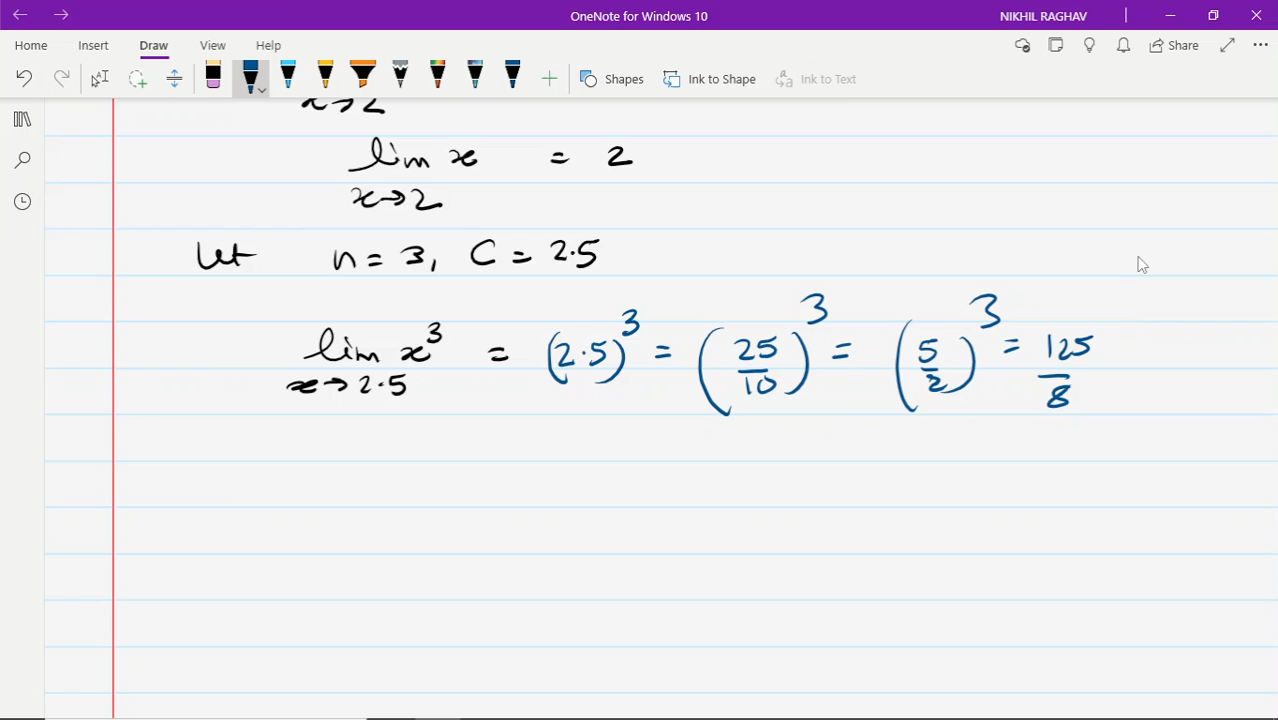 OneNote for Windows 10
NIKHIL RAGHAV
Home Insert Draw View Help
Share
Shapes Ink to Shape Ink to Text
x→2
lim x = 2
x→2
Let n = 3, C = 2.5
lim x³ = (2·5)³ = (25/10)³ = (5/2)³ = 125/8
x→2·5